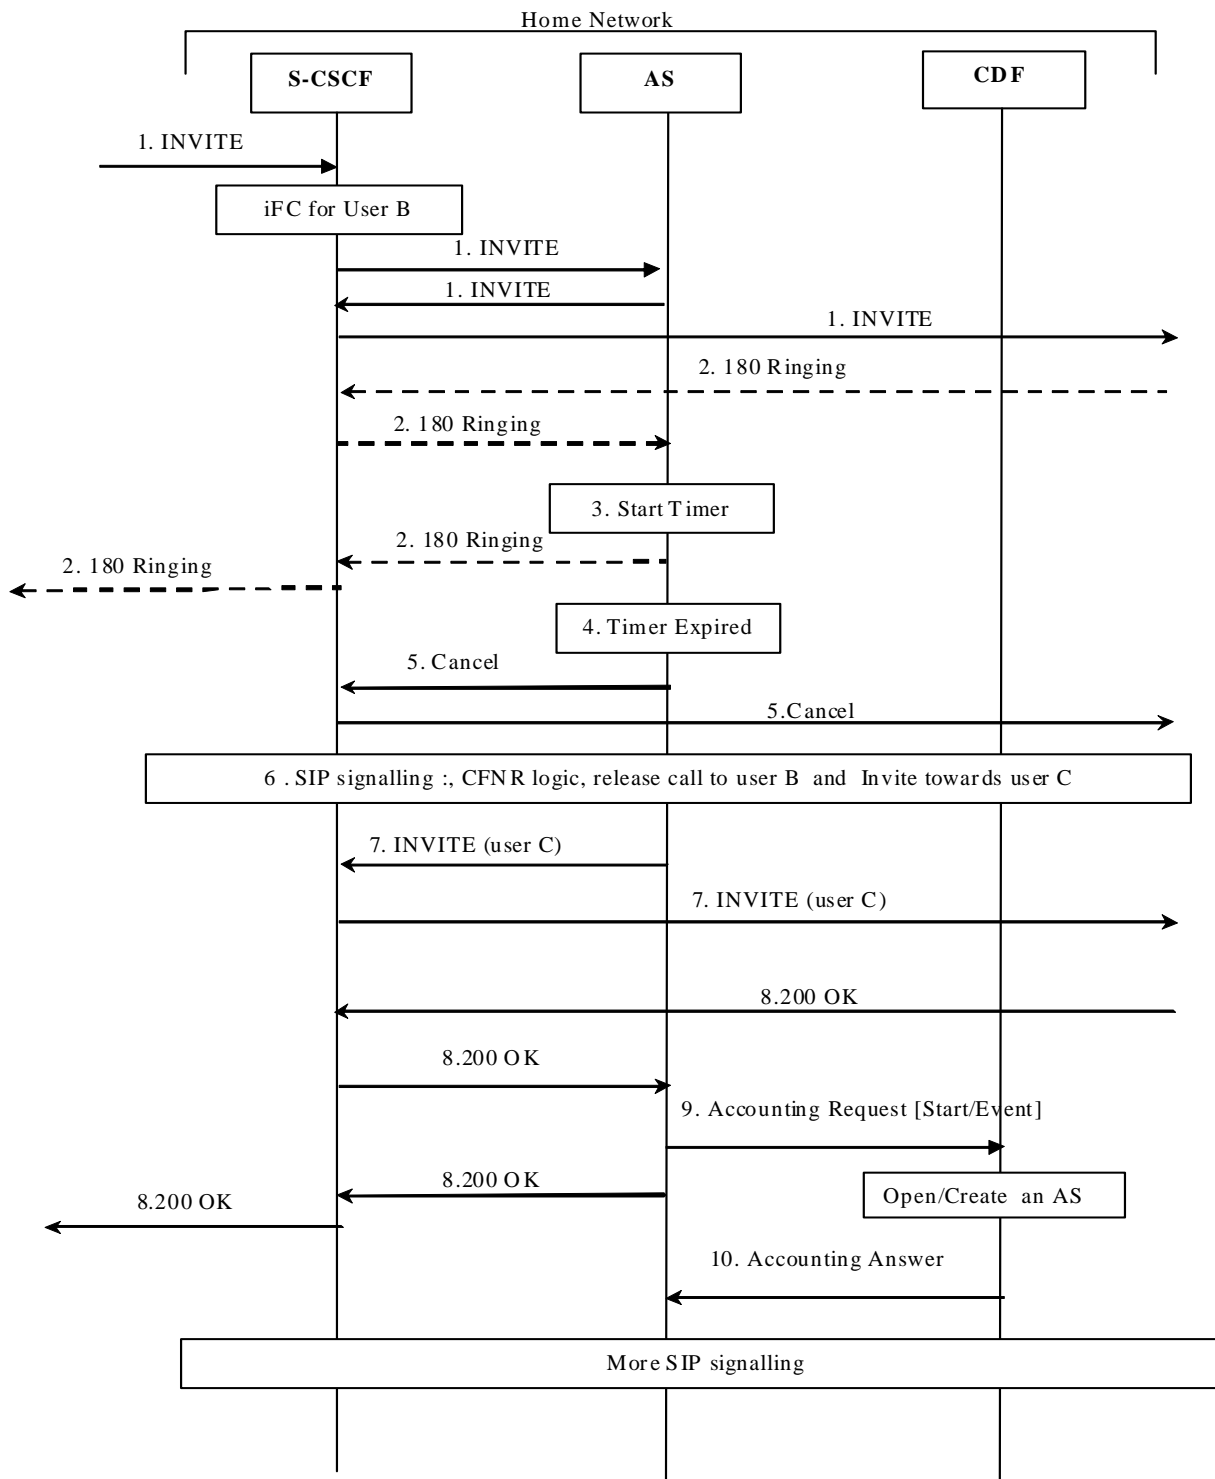 Home Network
S-CSCF
AS
CDF
1. INVITE
iFC for User B
1. INVITE
1. INVITE
1. INVITE
2. 180 Ringing
2. 180 Ringing
3. Start Timer
2. 180 Ringing
2. 180 Ringing
4. Timer Expired
5. Cancel
5.Cancel
6 . SIP signalling :, CFNR logic, release call to user B and Invite towards user C
7. INVITE (user C)
7. INVITE (user C)
8.200 OK
8.200 OK
9. Accounting Request [Start/Event]
8.200 OK
Open/Create an AS
8.200 OK
10. Accounting Answer
More SIP signalling